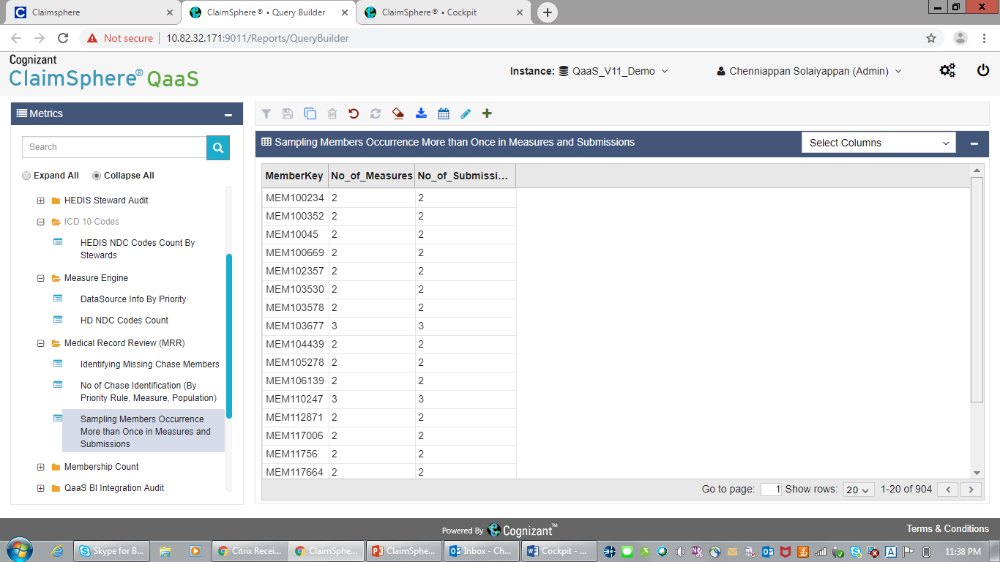 Claimsphere
ClaimSphere® • Query Builder
ClaimSphere® • Cockpit
Not secure
10.82.32.171:9011/Reports/QueryBuilder
Cognizant
ClaimSphere® QaaS
Instance: QaaS_V11_Demo
Chenniappan Solaiyappan (Admin)
Metrics
Search
Expand All
Collapse All
HEDIS Steward Audit
ICD 10 Codes
HEDIS NDC Codes Count By
Stewards
Measure Engine
DataSource Info By Priority
HD NDC Codes Count
Medical Record Review (MRR)
Identifying Missing Chase Members
No of Chase Identification (By
Priority Rule, Measure, Population)
Sampling Members Occurrence
More than Once in Measures and
Submissions
Membership Count
QaaS BI Integration Audit
Sampling Members Occurrence More than Once in Measures and Submissions
Select Columns
MemberKey No_of_Measures No_of_Submissi...
MEM100234 2 2
MEM100352 2 2
MEM10045 2 2
MEM100669 2 2
MEM102357 2 2
MEM103530 2 2
MEM103578 2 2
MEM103677 3 3
MEM104439 2 2
MEM105278 2 2
MEM106139 2 2
MEM110247 3 3
MEM112871 2 2
MEM117006 2 2
MEM11756 2 2
MEM117664 2 2
Go to page: 1 Show rows: 20 1-20 of 904
Powered By Cognizant™
Terms & Conditions
Skype for B...
Citrix Recei...
ClaimSphe...
ClaimSphe...
Inbox - Ch...
Cockpit - ...
11:38 PM